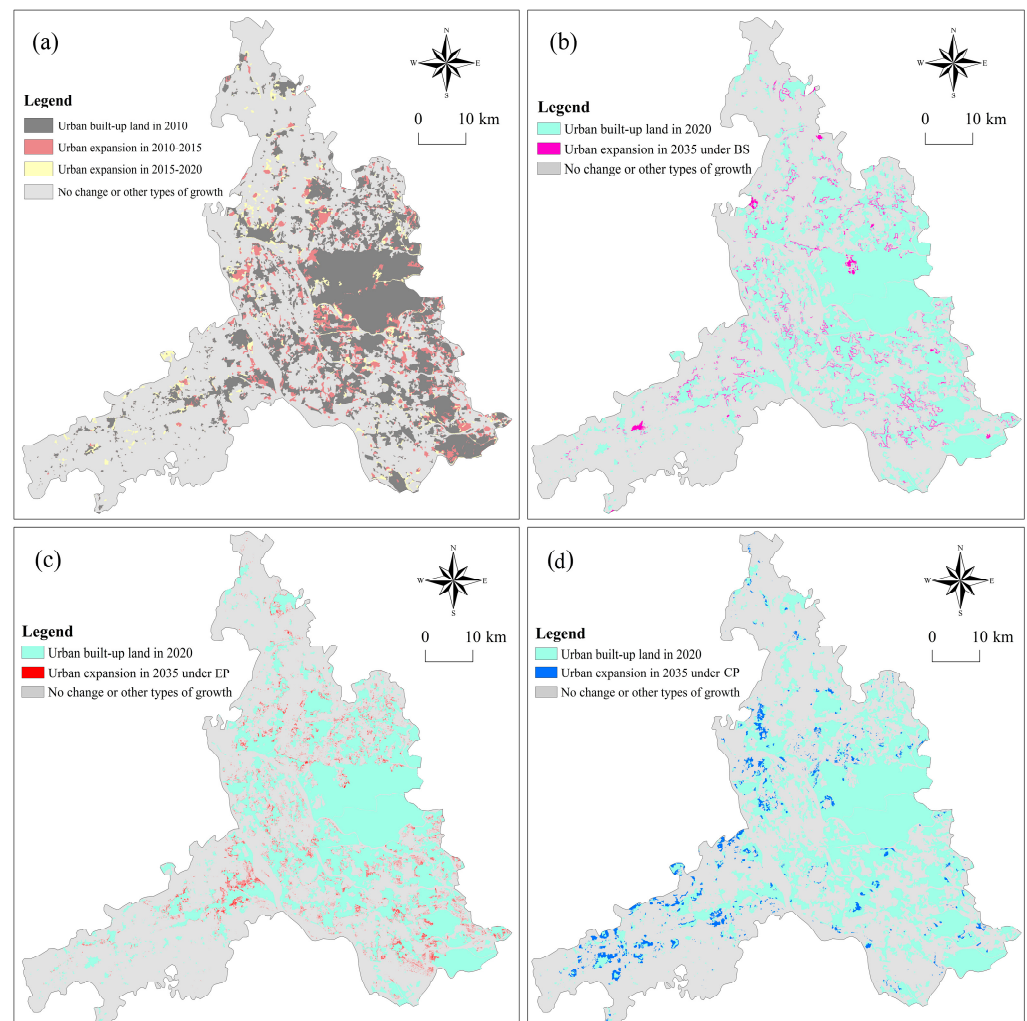 (a)
N
W E
S
Legend
0 10 km
Urban built-up land in 2010
Urban expansion in 2010-2015
Urban expansion in 2015-2020
No change or other types of growth
(b)
N
W E
S
Legend
0 10 km
Urban built-up land in 2020
Urban expansion in 2035 under BS
No change or other types of growth
(c)
N
W E
S
Legend
0 10 km
Urban built-up land in 2020
Urban expansion in 2035 under EP
No change or other types of growth
(d)
N
W E
S
Legend
0 10 km
Urban built-up land in 2020
Urban expansion in 2035 under CP
No change or other types of growth